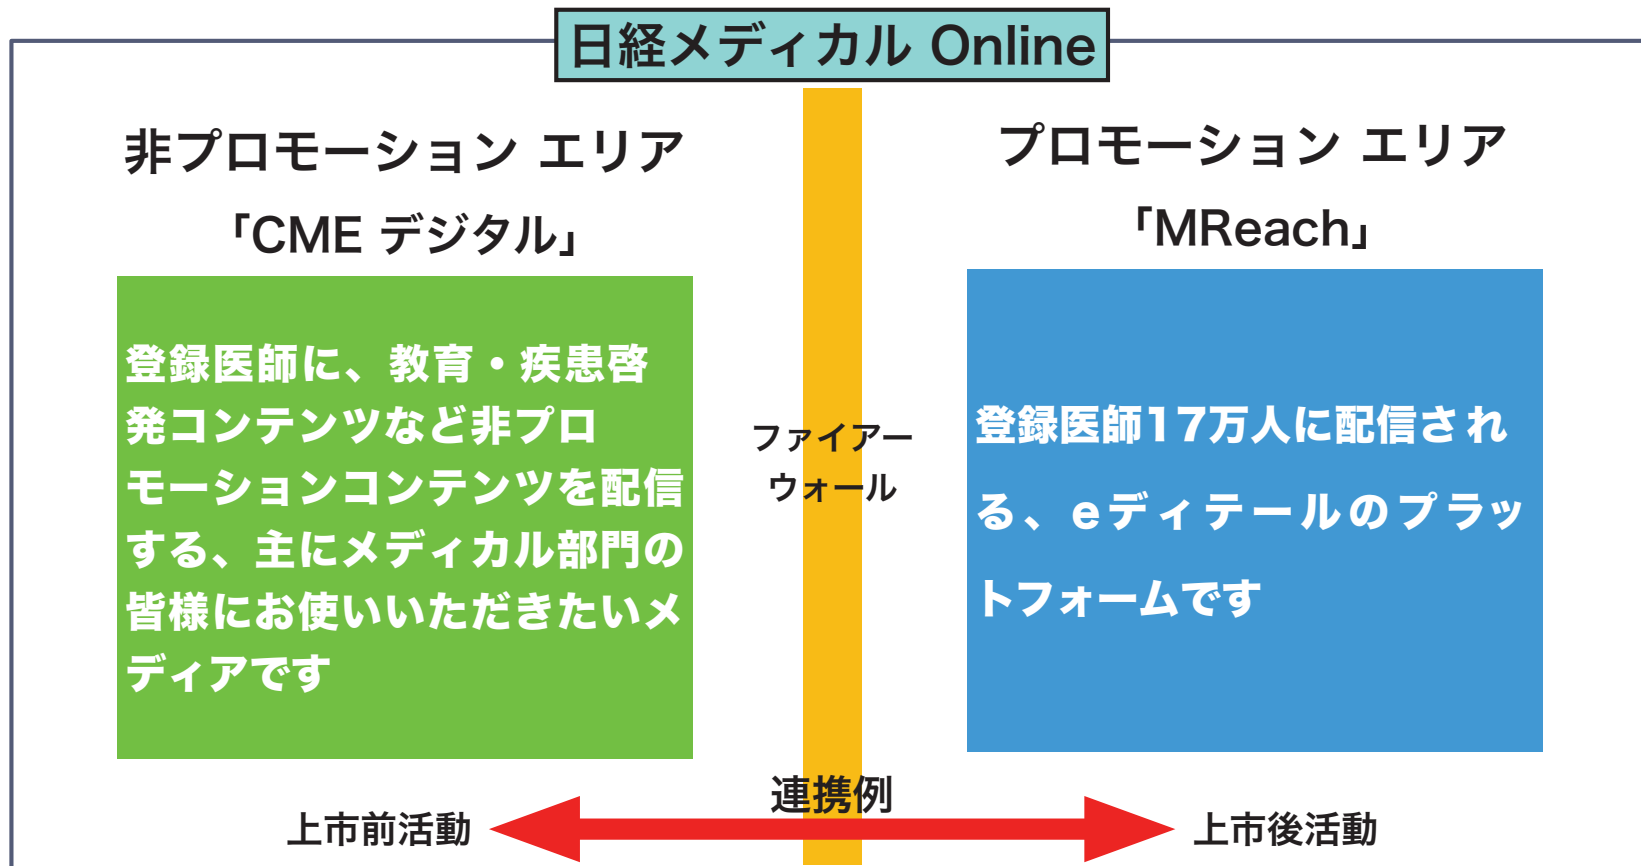 日経メディカル Online
非プロモーション エリア
「CME デジタル」
登録医師に、教育・疾患啓
発コンテンツなど非プロ
モーションコンテンツを配信
する、主にメディカル部門の
皆様にお使いいただきたいメ
ディアです
ファイアー
ウォール
プロモーション エリア
「MReach」
登録医師17万人に配信され
る、eディテールのプラッ
トフォームです
連携例
上市前活動
上市後活動